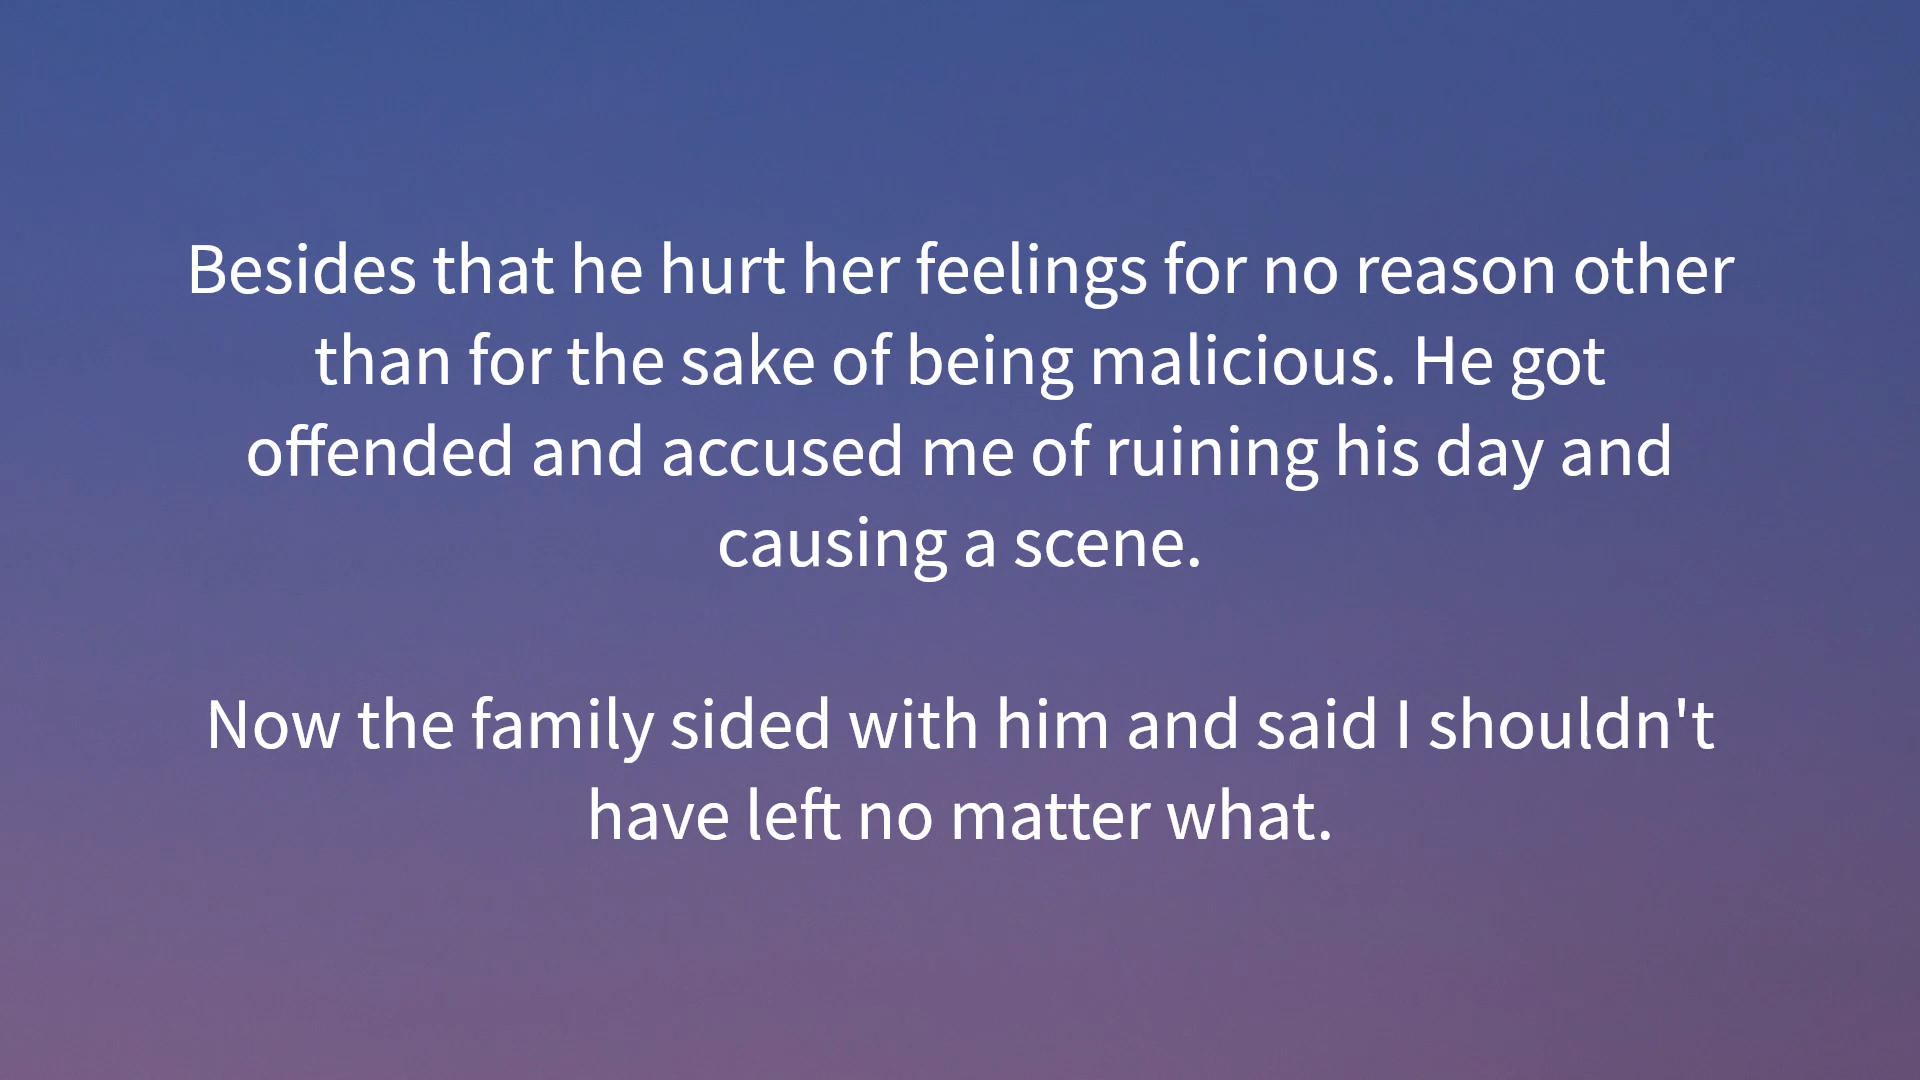 Besides that he hurt her feelings for no reason other
than for the sake of being malicious. He got
offended and accused me of ruining his day and
causing a scene.
Now the family sided with him and said I shouldn't
have left no matter what.